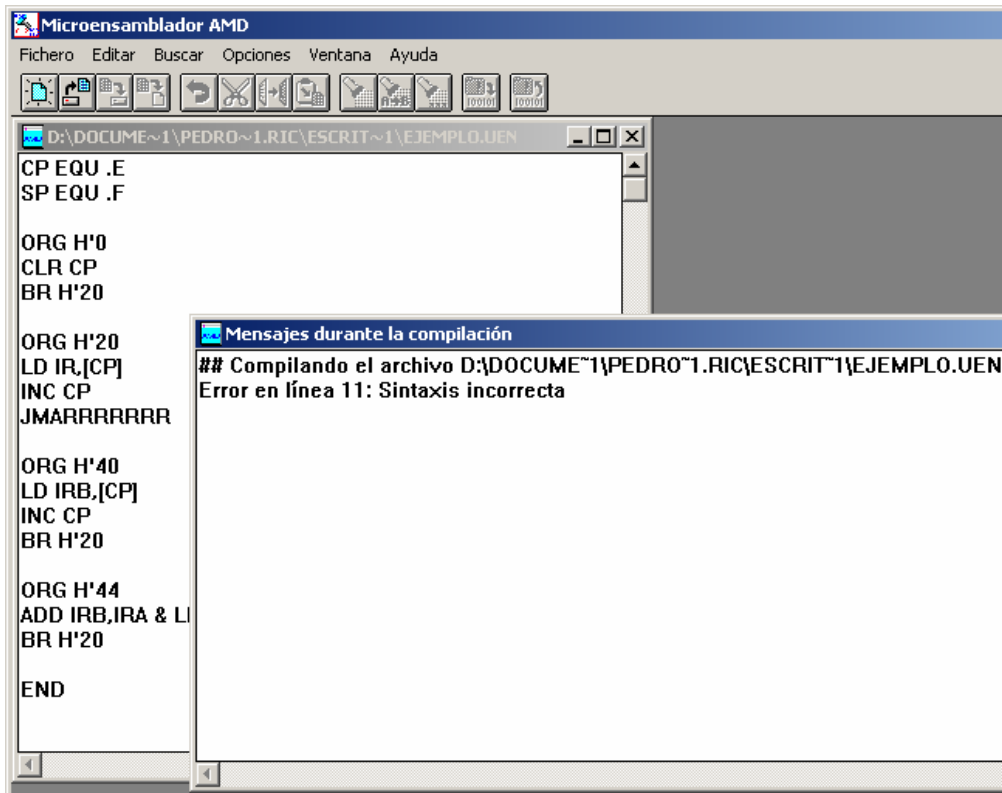 Microensamblador AMD
Fichero Editar Buscar Opciones Ventana Ayuda
D:\DOCUME~1\PEDRO~1.RIC\ESCRIT~1\EJEMPLO.UEN
CP EQU .E
SP EQU .F
ORG H'0
CLR CP
BR H'20
ORG H'20
LD IR,[CP]
INC CP
JMARRRRRRR
ORG H'40
LD IRB,[CP]
INC CP
BR H'20
ORG H'44
ADD IRB,IRA &
BR H'20
END
Mensajes durante la compilación
## Compilando el archivo D:\DOCUME~1\PEDRO~1.RIC\ESCRIT~1\EJEMPLO.UEN
Error en línea 11: Sintaxis incorrecta